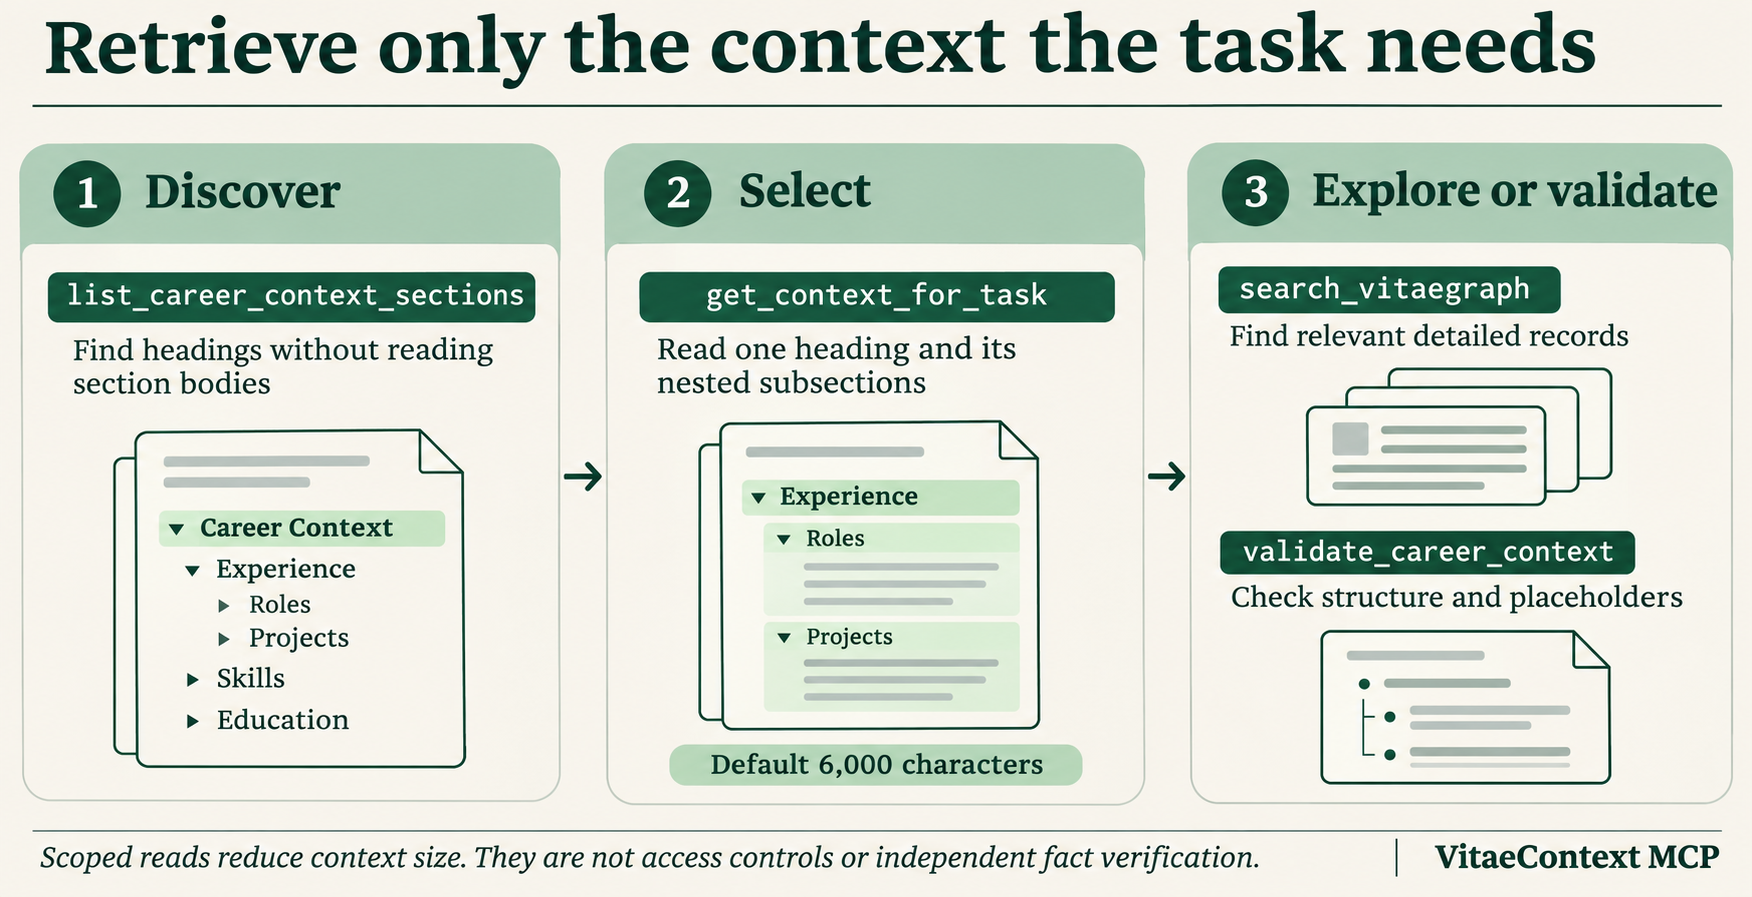 Retrieve only the context the task needs
1 Discover
list_career_context_sections
Find headings without reading
section bodies
Career Context
Experience
Roles
Projects
Skills
Education
2 Select
get_context_for_task
Read one heading and its
nested subsections
Experience
Roles
Projects
Default 6,000 characters
3 Explore or validate
search_vitaegraph
Find relevant detailed records
validate_career_context
Check structure and placeholders
Scoped reads reduce context size. They are not access controls or independent fact verification.
VitaeContext MCP